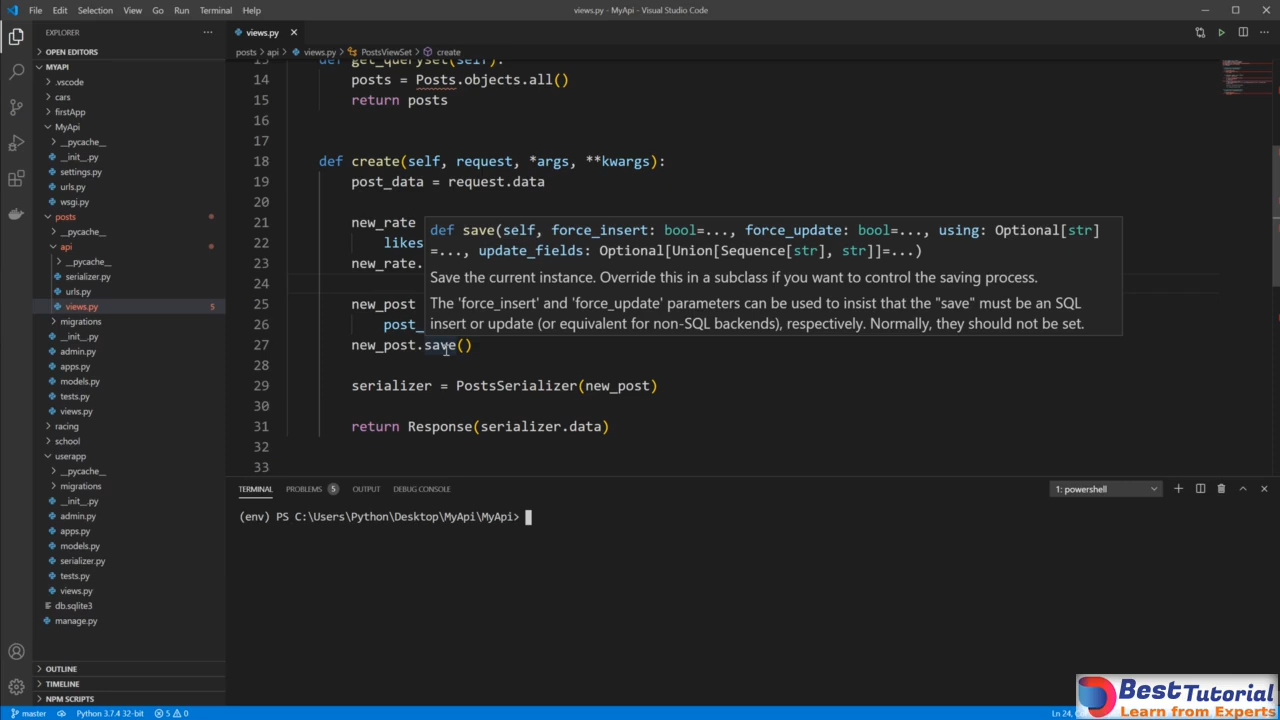 File Edit Selection View Go Run Terminal Help
views.py - MyApi - Visual Studio Code
EXPLORER
views.py
OPEN EDITORS
MYAPI
.vscode
cars
firstApp
MyApi
__pycache__
__init__.py
settings.py
urls.py
wsgi.py
posts
__pycache__
api
__pycache__
serializer.py
urls.py
views.py 5
migrations
__init__.py
admin.py
apps.py
models.py
tests.py
views.py
racing
school
userapp
__pycache__
migrations
__init__.py
admin.py
apps.py
models.py
serializer.py
tests.py
views.py
db.sqlite3
manage.py
OUTLINE
TIMELINE
NPM SCRIPTS
posts > api > views.py > PostsViewSet > create
13 def get_queryset(self):
14 posts = Posts.objects.all()
15 return posts
16
17
18 def create(self, request, *args, **kwargs):
19 post_data = request.data
20
21 new_rate
22 likes
23 new_rate.
24
25 new_post
26 post_
27 new_post.save()
28
29 serializer = PostsSerializer(new_post)
30
31 return Response(serializer.data)
32
33
def save(self, force_insert: bool=..., force_update: bool=..., using: Optional[str]
=..., update_fields: Optional[Union[Sequence[str], str]]=...)
Save the current instance. Override this in a subclass if you want to control the saving process.
The 'force_insert' and 'force_update' parameters can be used to insist that the "save" must be an SQL
insert or update (or equivalent for non-SQL backends), respectively. Normally, they should not be set.
TERMINAL PROBLEMS 5 OUTPUT DEBUG CONSOLE
1: powershell
(env) PS C:\Users\Python\Desktop\MyApi\MyApi>
BestTutorial
Learn from Experts
master Python 3.7.4 32-bit 5 0
Ln 24,